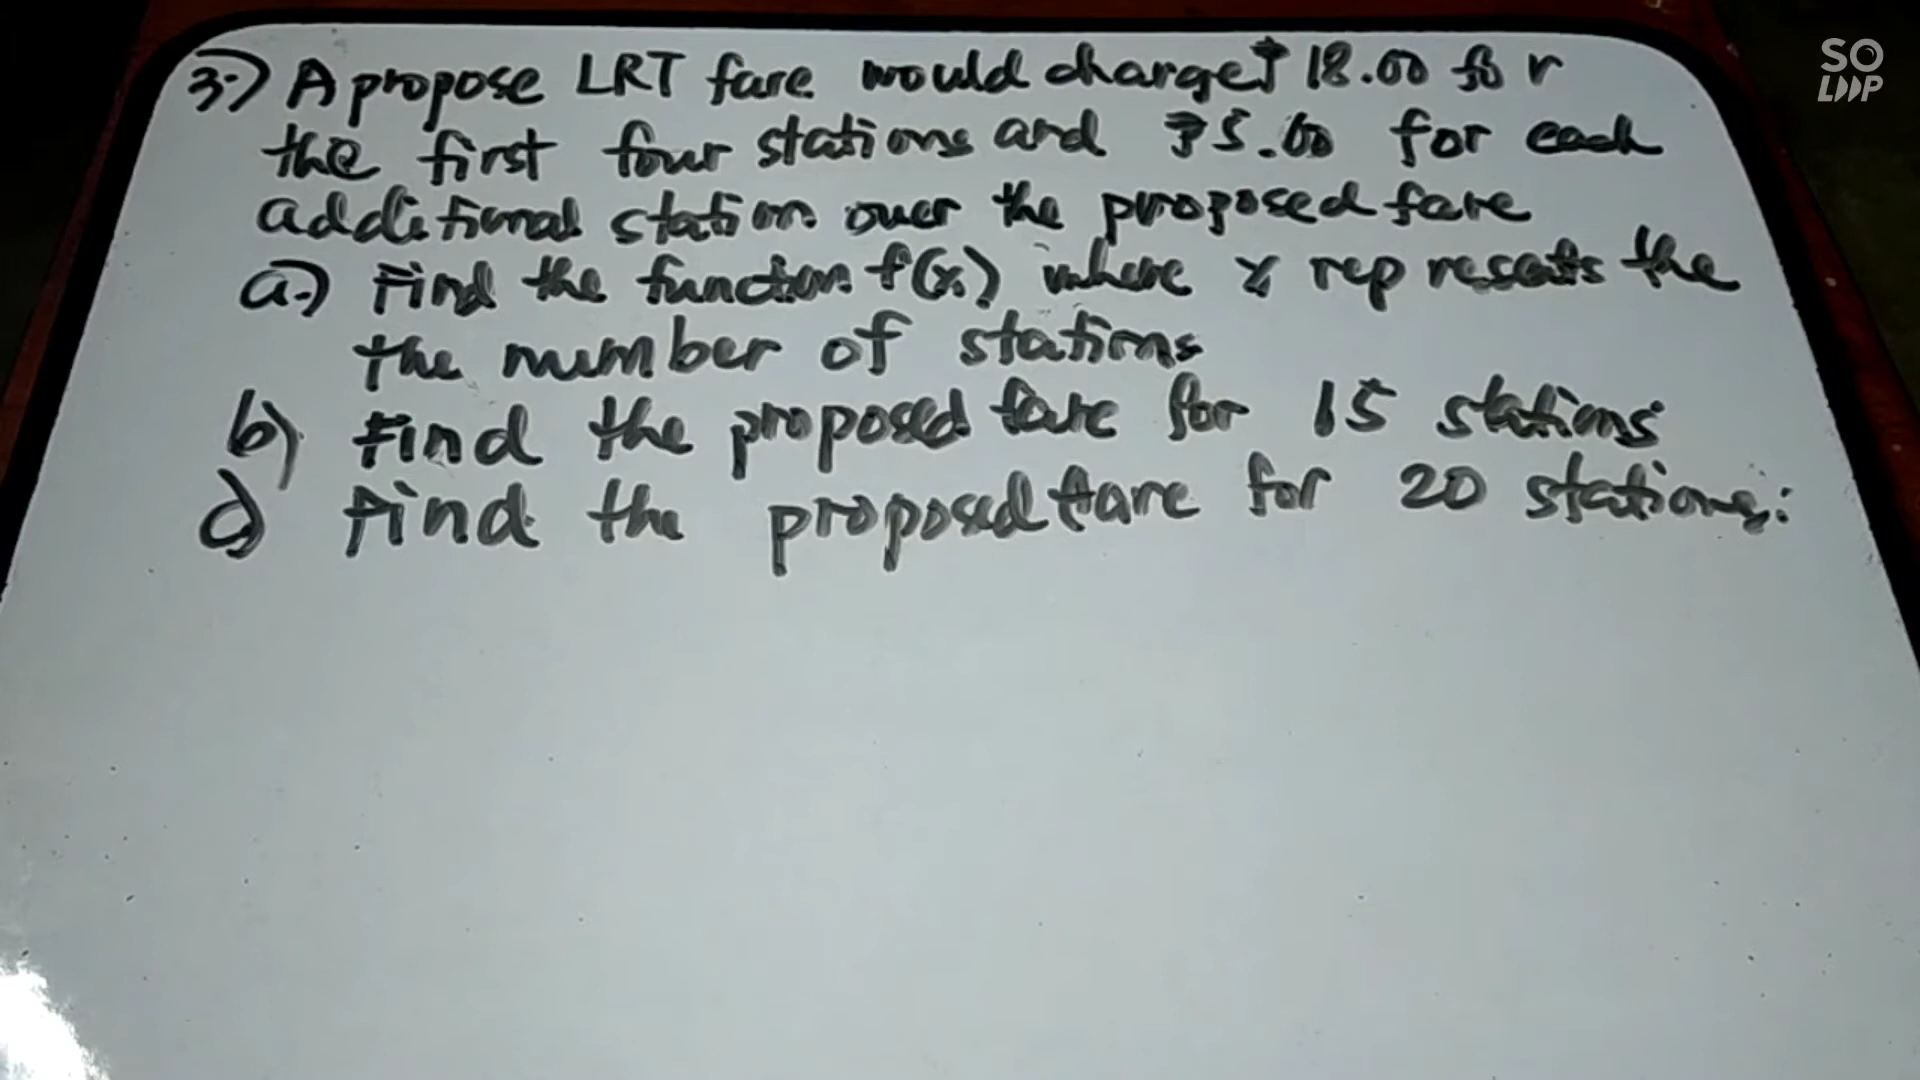 3.) A propose LRT fare would charge ₱18.00 for
the first four stations and ₱5.00 for each
additional station over the proposed fare
a.) Find the function f(x) where x represents the
the number of stations
b) Find the proposed fare for 15 stations
c) Find the proposed fare for 20 stations:
SO
LOOP